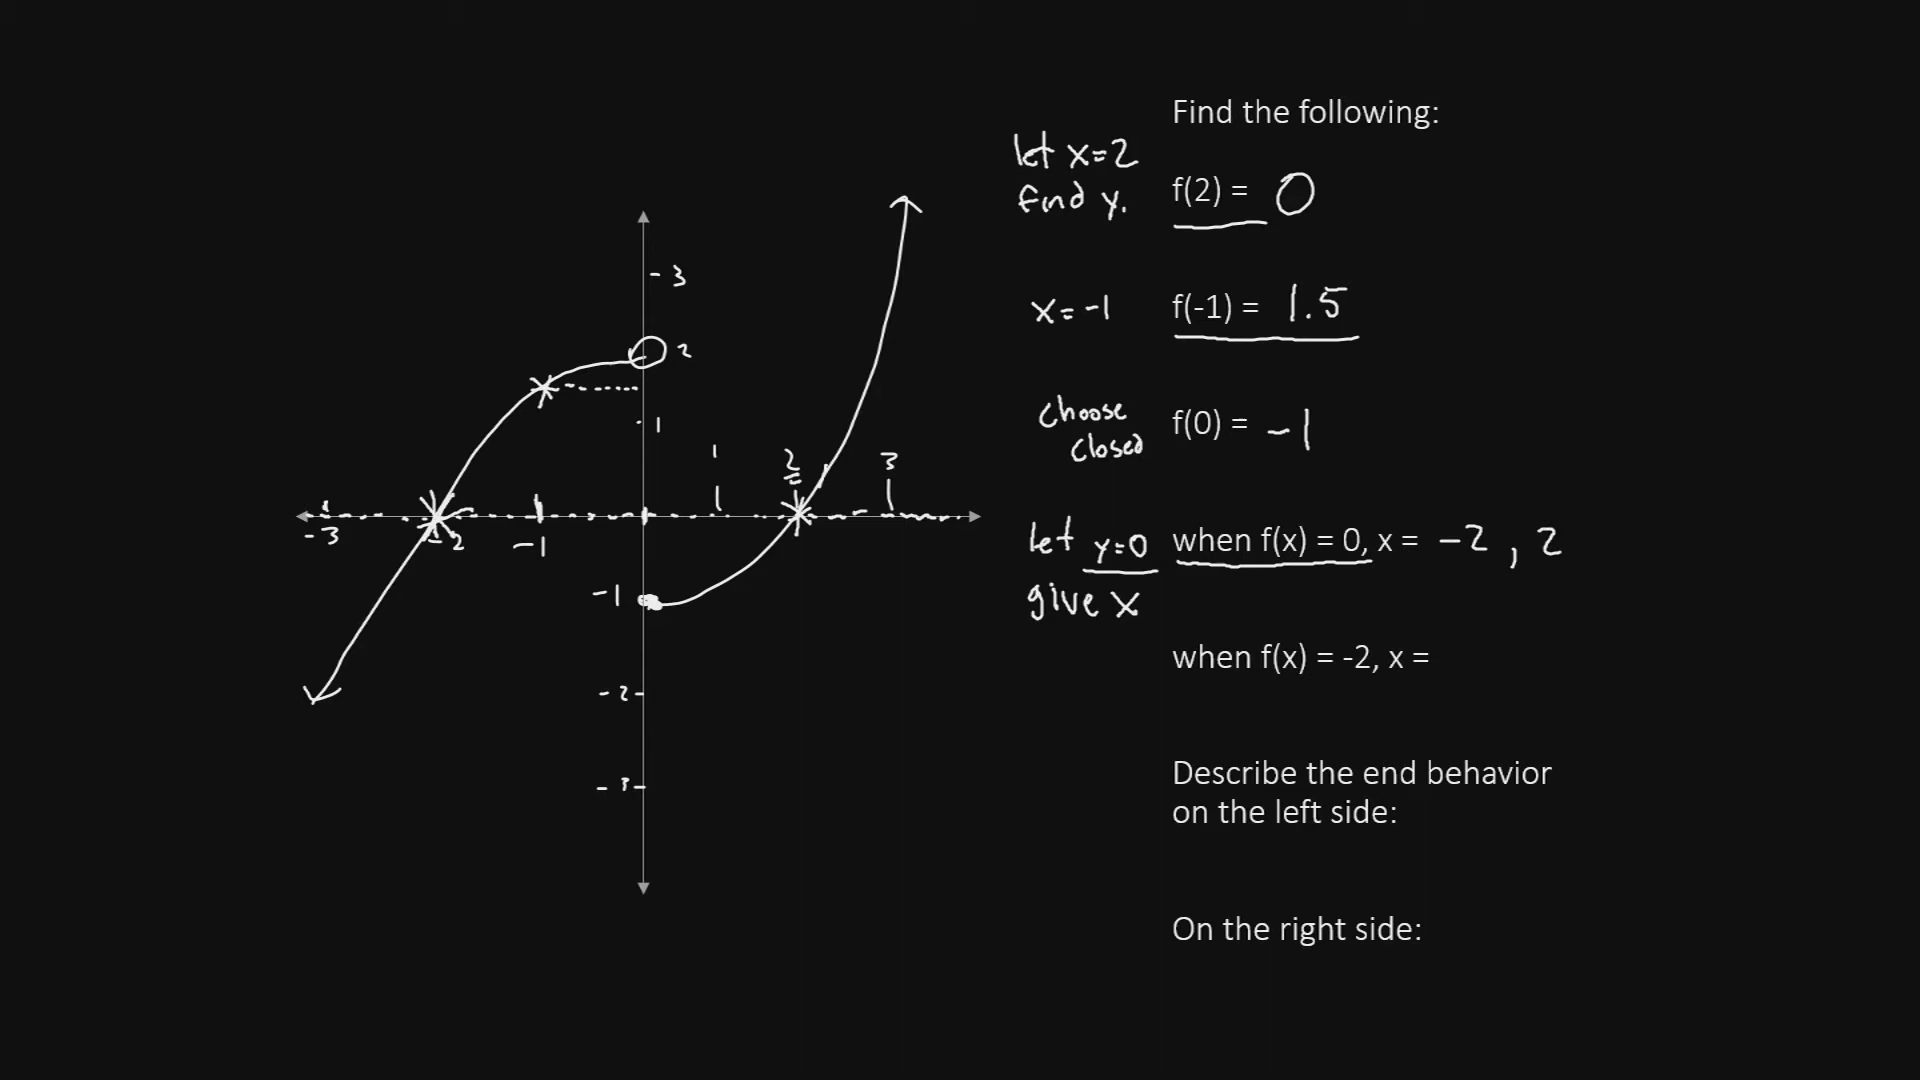 Find the following:
let x=2
find y.
f(2) = 0
x=-1
f(-1) = 1.5
choose
closed
f(0) = -1
let y=0
give x
when f(x) = 0, x = -2 , 2
when f(x) = -2, x =
Describe the end behavior
on the left side:
On the right side:
- 3
2
1
1
2
3
-3
-2
-1
-1
-2